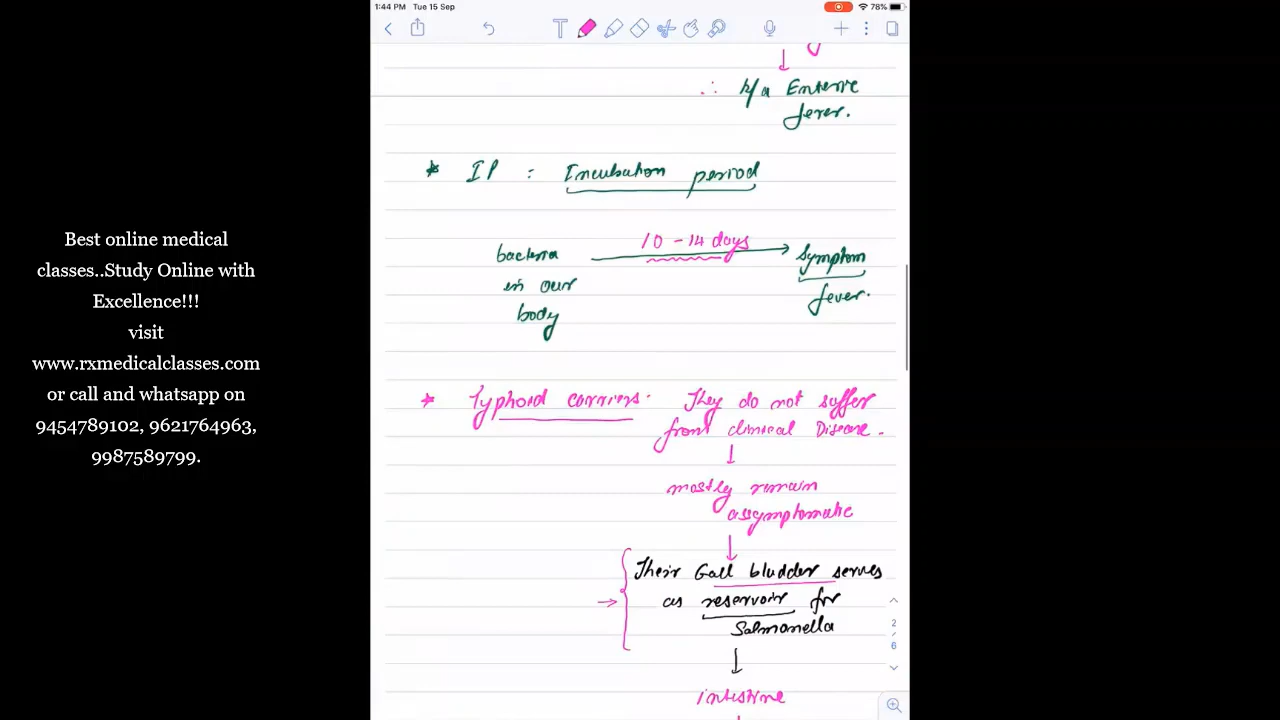 1:44 PM Tue 15 Sep
78%
T
∴ k/a Enteric
fever.
* IP : Incubation period
10 - 14 days
bacteria
in our
body
Symptom
fever.
* Typhoid carriers. They do not suffer
from clinical Disease.
mostly remain
assymptomatic
Their Gall bladder serves
as reservoir for
Salmonella
intestine
2
/
6
Best online medical
classes..Study Online with
Excellence!!!
visit
www.rxmedicalclasses.com
or call and whatsapp on
9454789102, 9621764963,
9987589799.